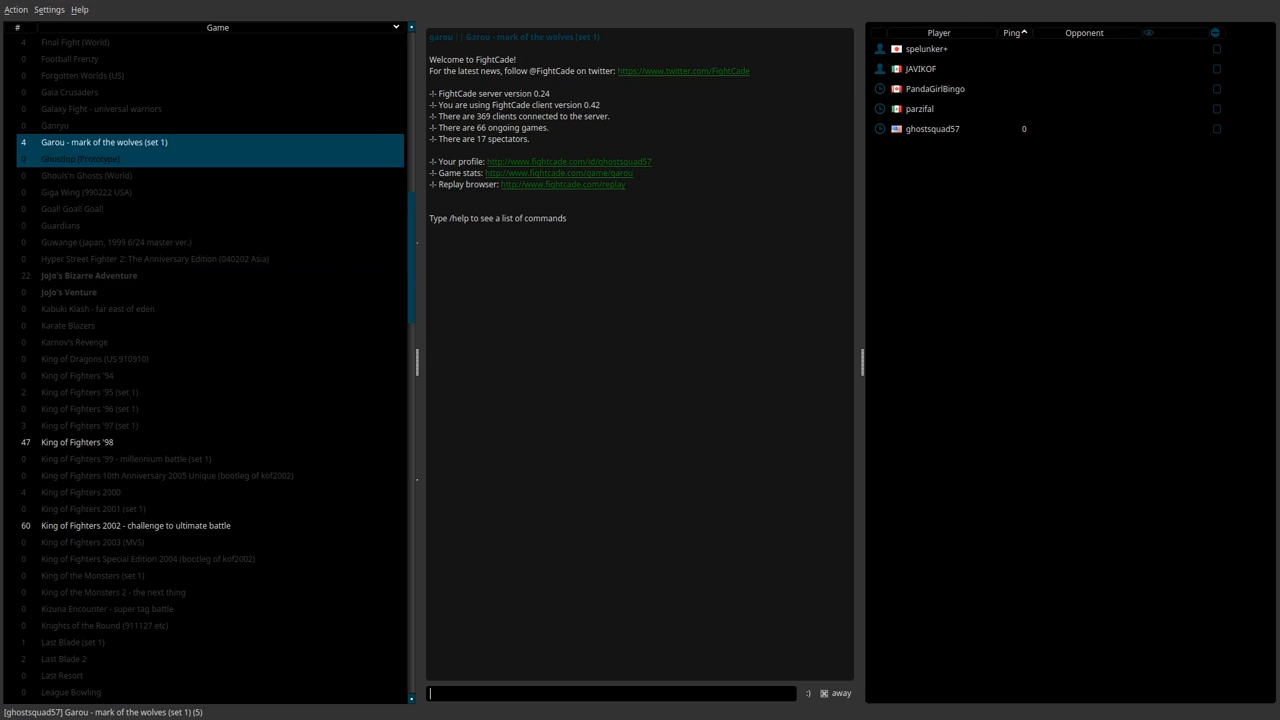 Action Settings Help
# Game
4 Final Fight (World)
0 Football Frenzy
0 Forgotten Worlds (US)
0 Gaia Crusaders
0 Galaxy Fight - universal warriors
0 Ganryu
4 Garou - mark of the wolves (set 1)
0 Ghostlop [Prototype]
0 Ghouls'n Ghosts (World)
0 Giga Wing (990222 USA)
0 Goal! Goal! Goal!
0 Guardians
0 Guwange (Japan, 1999 6/24 master ver.)
0 Hyper Street Fighter 2: The Anniversary Edition (040202 Asia)
22 JoJo's Bizarre Adventure
0 JoJo's Venture
0 Kabuki Klash - far east of eden
0 Karate Blazers
0 Karnov's Revenge
0 King of Dragons (US 910910)
0 King of Fighters '94
2 King of Fighters '95 (set 1)
0 King of Fighters '96 (set 1)
3 King of Fighters '97 (set 1)
47 King of Fighters '98
0 King of Fighters '99 - millennium battle (set 1)
0 King of Fighters 10th Anniversary 2005 Unique (bootleg of kof2002)
4 King of Fighters 2000
0 King of Fighters 2001 (set 1)
60 King of Fighters 2002 - challenge to ultimate battle
0 King of Fighters 2003 (MVS)
0 King of Fighters Special Edition 2004 (bootleg of kof2002)
0 King of the Monsters (set 1)
0 King of the Monsters 2 - the next thing
0 Kizuna Encounter - super tag battle
0 Knights of the Round (911127 etc)
1 Last Blade (set 1)
2 Last Blade 2
0 Last Resort
0 League Bowling
garou || Garou - mark of the wolves (set 1)
Welcome to FightCade!
For the latest news, follow @FightCade on twitter: https://www.twitter.com/FightCade
-!- FightCade server version 0.24
-!- You are using FightCade client version 0.42
-!- There are 369 clients connected to the server.
-!- There are 66 ongoing games.
-!- There are 17 spectators.
-!- Your profile: http://www.fightcade.com/id/ghostsquad57
-!- Game stats: http://www.fightcade.com/game/garou
-!- Replay browser: http://www.fightcade.com/replay
Type /help to see a list of commands
:) away
Player Ping Opponent
spelunker+
JAVIKOF
PandaGirlBingo
parzifal
ghostsquad57 0
[ghostsquad57] Garou - mark of the wolves (set 1) (5)